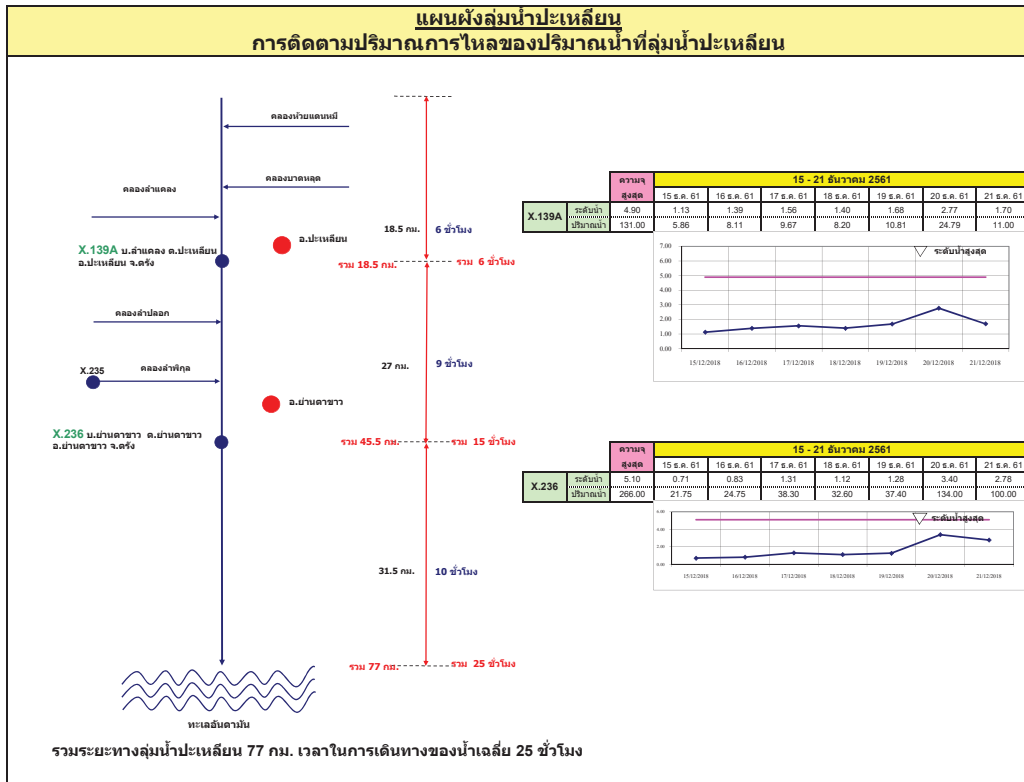 แผนผังลุ่มน้ำปะเหลียน
การติดตามปริมาณการไหลของปริมาณน้ำที่ลุ่มน้ำปะเหลียน
คลองห้วยแดนหมี
คลองบาดหลุด
คลองลำแคลง
18.5 กม.
6 ชั่วโมง
อ.ปะเหลียน
X.139A บ.ลำแคลง ต.ปะเหลียน
อ.ปะเหลียน จ.ตรัง
รวม 18.5 กม.
รวม 6 ชั่วโมง
คลองลำปลอก
X.235
คลองลำพิกุล
27 กม.
9 ชั่วโมง
อ.ย่านตาขาว
X.236 บ.ย่านตาขาว ต.ย่านตาขาว
อ.ย่านตาขาว จ.ตรัง
รวม 45.5 กม.
รวม 15 ชั่วโมง
31.5 กม.
10 ชั่วโมง
รวม 77 กม.
รวม 25 ชั่วโมง
ทะเลอันดามัน
รวมระยะทางลุ่มน้ำปะเหลียน 77 กม. เวลาในการเดินทางของน้ำเฉลี่ย 25 ชั่วโมง
ความจุ
สูงสุด
15 - 21 ธันวาคม 2561
15 ธ.ค. 61 16 ธ.ค. 61 17 ธ.ค. 61 18 ธ.ค. 61 19 ธ.ค. 61 20 ธ.ค. 61 21 ธ.ค. 61
X.139A
ระดับน้ำ 4.90 1.13 1.39 1.56 1.40 1.68 2.77 1.70
ปริมาณน้ำ 131.00 5.86 8.11 9.67 8.20 10.81 24.79 11.00
ระดับน้ำสูงสุด
7.00
6.00
5.00
4.00
3.00
2.00
1.00
0.00
15/12/2018 16/12/2018 17/12/2018 18/12/2018 19/12/2018 20/12/2018 21/12/2018
ความจุ
สูงสุด
15 - 21 ธันวาคม 2561
15 ธ.ค. 61 16 ธ.ค. 61 17 ธ.ค. 61 18 ธ.ค. 61 19 ธ.ค. 61 20 ธ.ค. 61 21 ธ.ค. 61
X.236
ระดับน้ำ 5.10 0.71 0.83 1.31 1.12 1.28 3.40 2.78
ปริมาณน้ำ 266.00 21.75 24.75 38.30 32.60 37.40 134.00 100.00
ระดับน้ำสูงสุด
6.00
4.00
2.00
0.00
15/12/2018 16/12/2018 17/12/2018 18/12/2018 19/12/2018 20/12/2018 21/12/2018